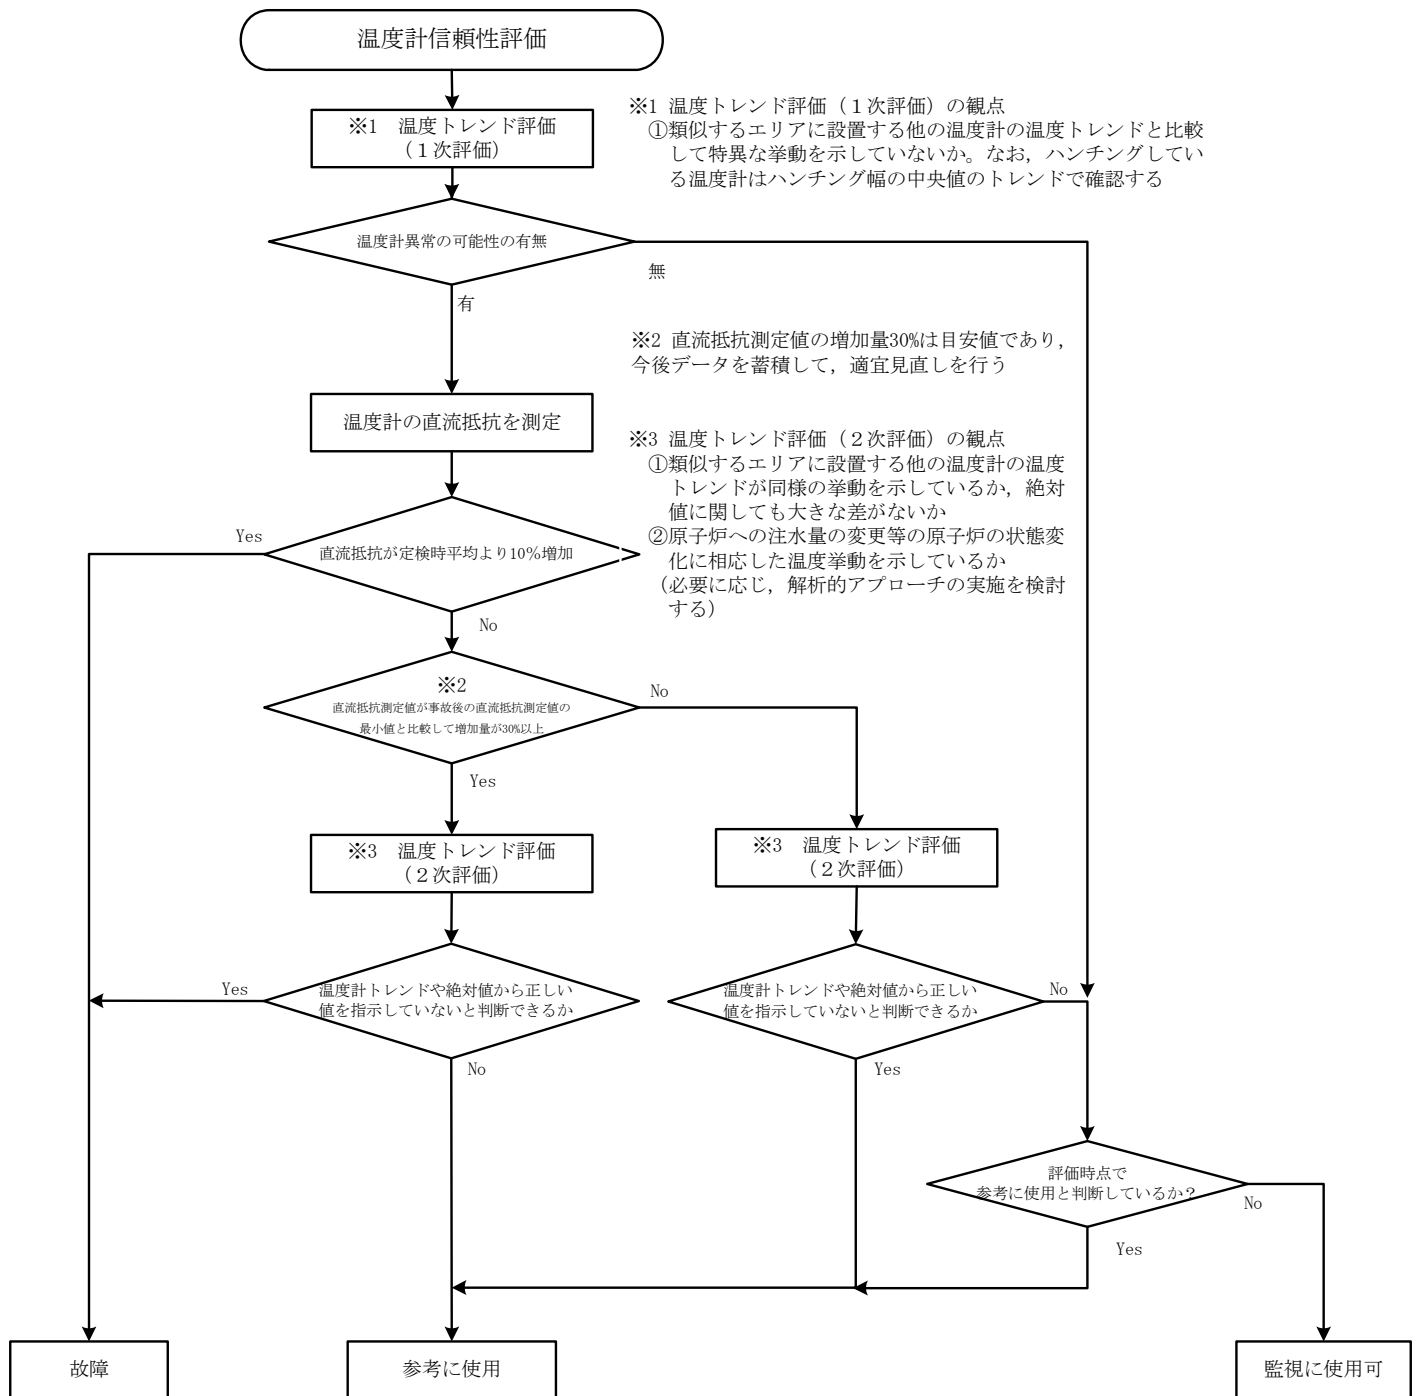 温度計信頼性評価
※1 温度トレンド評価
（１次評価）
※1 温度トレンド評価（１次評価）の観点
①類似するエリアに設置する他の温度計の温度トレンドと比較
して特異な挙動を示していないか。なお，ハンチングしてい
る温度計はハンチング幅の中央値のトレンドで確認する
温度計異常の可能性の有無
無
有
※2 直流抵抗測定値の増加量30%は目安値であり，
今後データを蓄積して，適宜見直しを行う
温度計の直流抵抗を測定
※3 温度トレンド評価（２次評価）の観点
①類似するエリアに設置する他の温度計の温度
トレンドが同様の挙動を示しているか，絶対
値に関しても大きな差がないか
②原子炉への注水量の変更等の原子炉の状態変
化に相応した温度挙動を示しているか
（必要に応じ，解析的アプローチの実施を検討
する）
Yes
直流抵抗が定検時平均より10％増加
No
※2
直流抵抗測定値が事故後の直流抵抗測定値の
最小値と比較して増加量が30%以上
No
Yes
※3 温度トレンド評価
（２次評価）
※3 温度トレンド評価
（２次評価）
Yes
温度計トレンドや絶対値から正しい
値を指示していないと判断できるか
No
温度計トレンドや絶対値から正しい
値を指示していないと判断できるか
No
Yes
評価時点で
参考に使用と判断しているか？
No
Yes
故障
参考に使用
監視に使用可